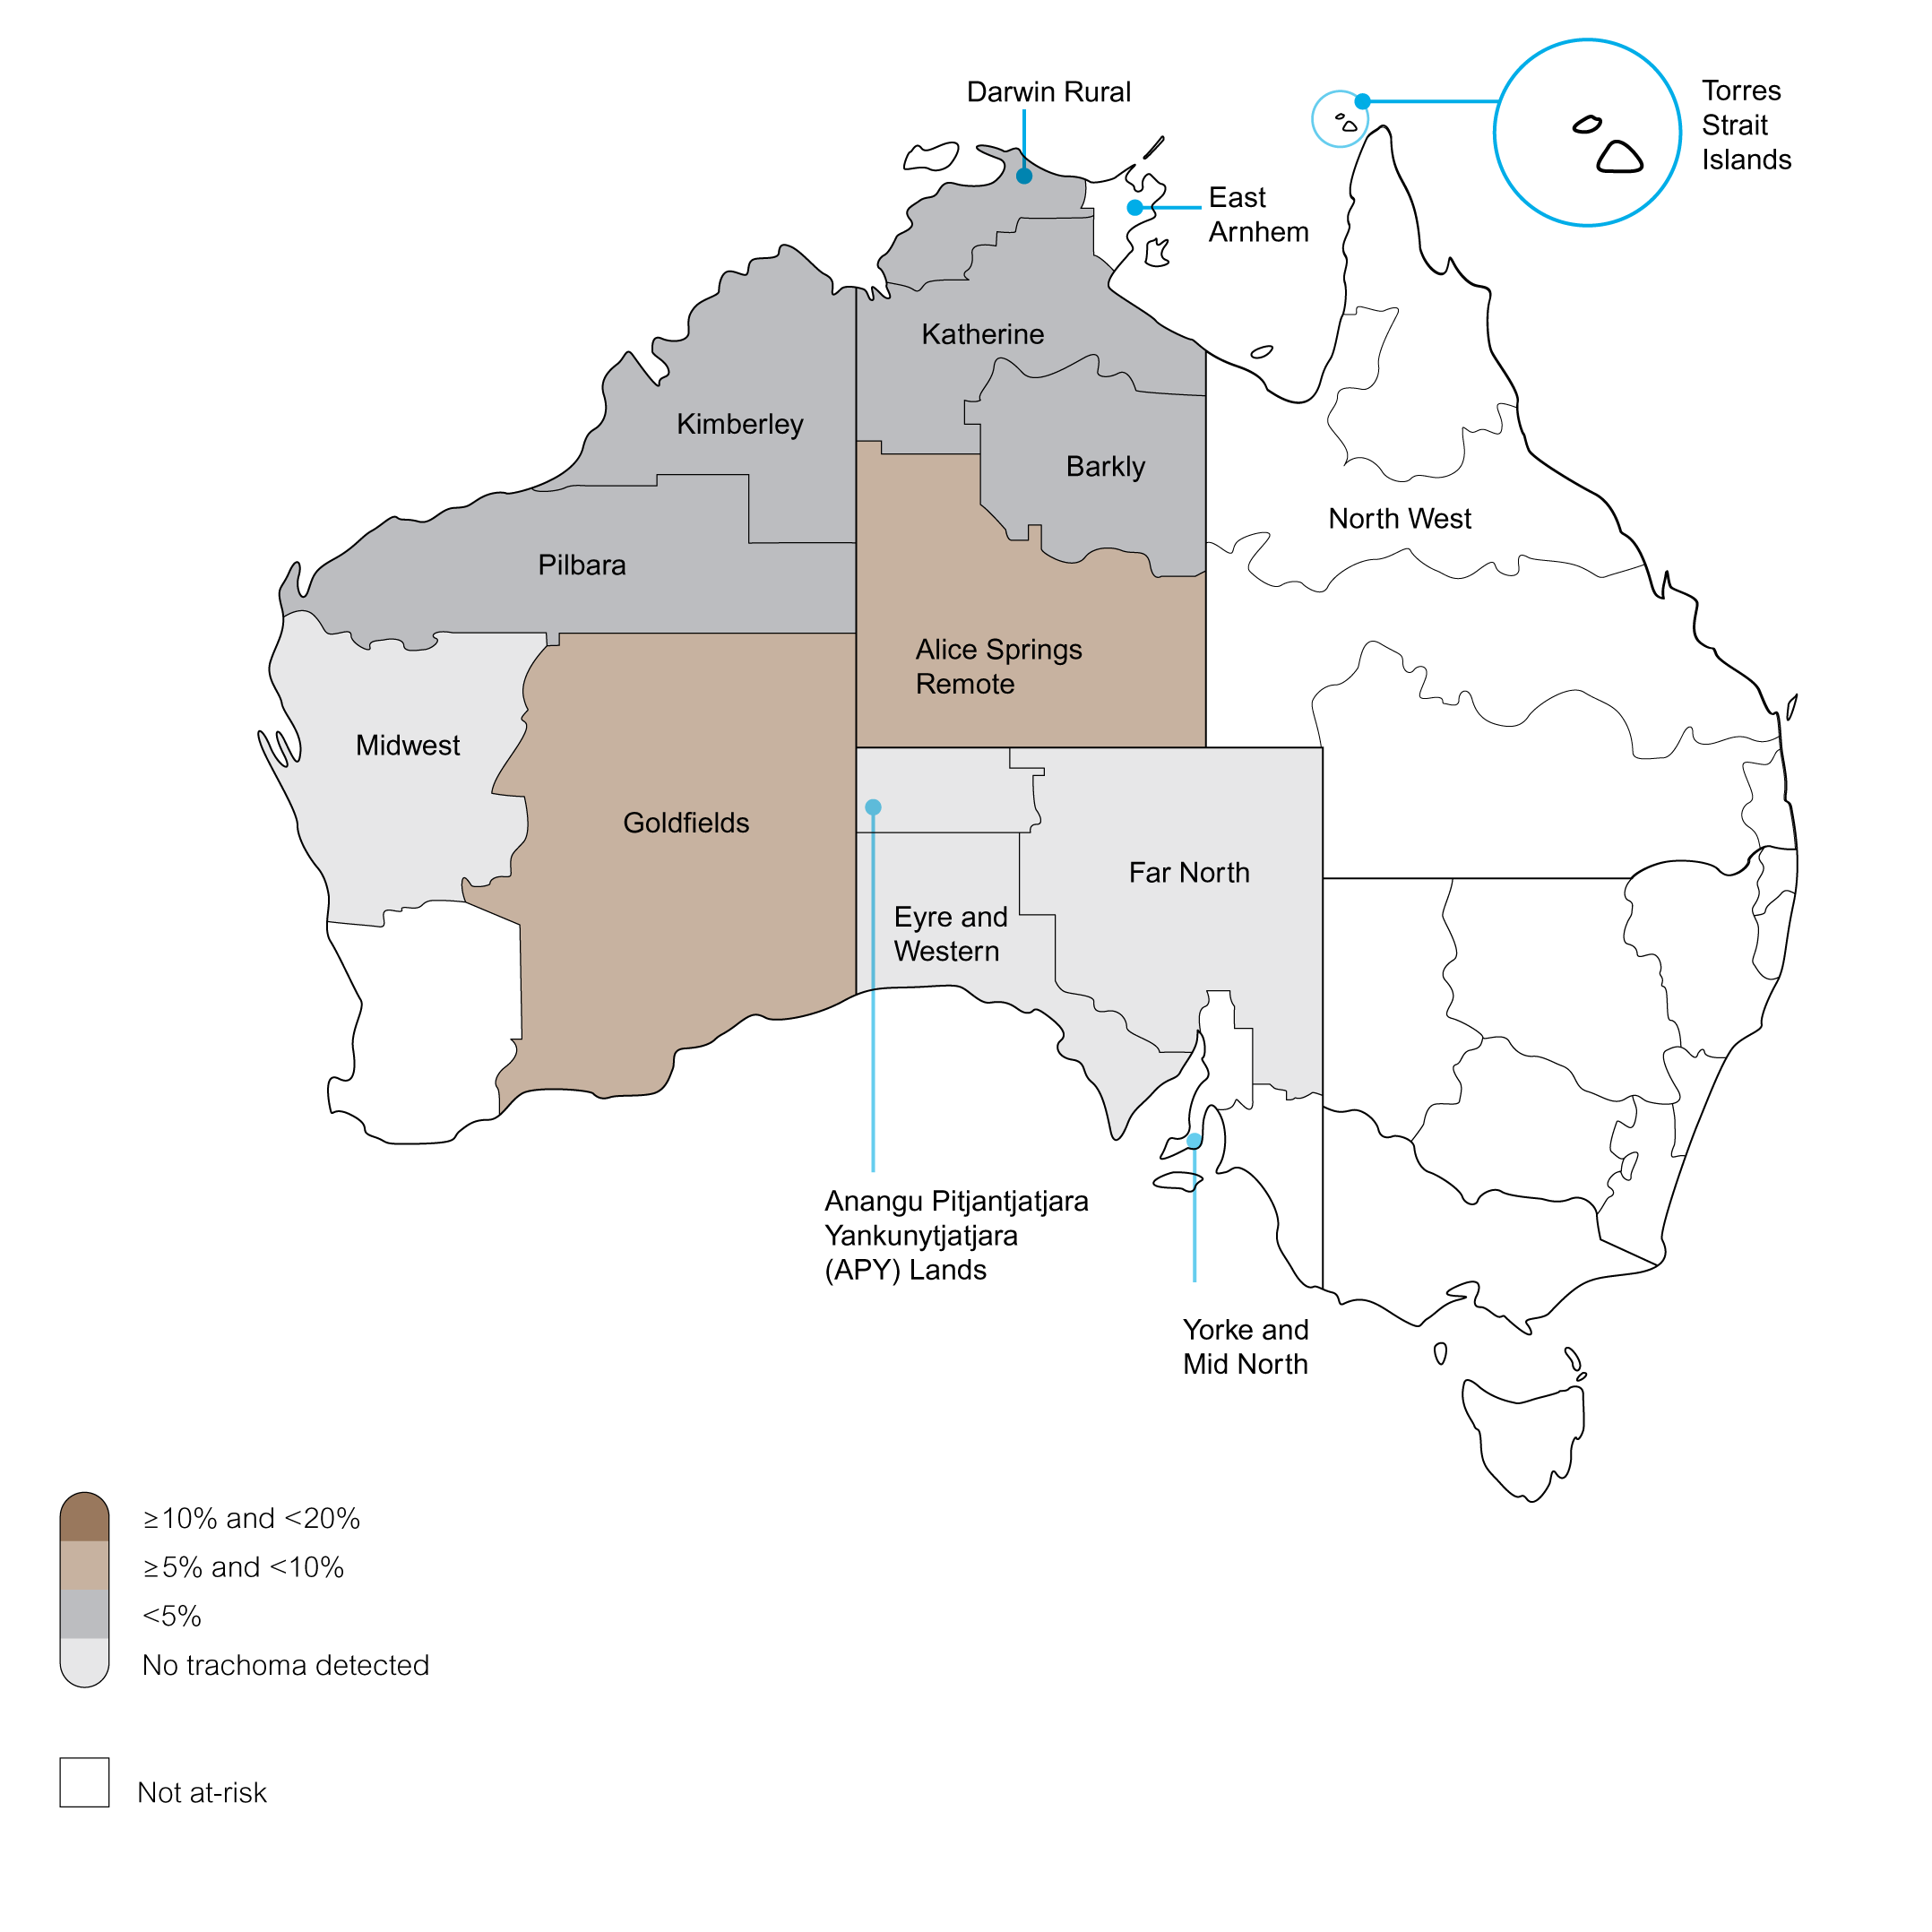 Darwin Rural
Torres
Strait
Islands
East
Arnhem
Katherine
Kimberley
Barkly
North West
Pilbara
Alice Springs
Remote
Midwest
Goldfields
Far North
Eyre and
Western
Anangu Pitjantjatjara
Yankunytjatjara
(APY) Lands
Yorke and
Mid North
≥10% and <20%
≥5% and <10%
<5%
No trachoma detected
Not at-risk